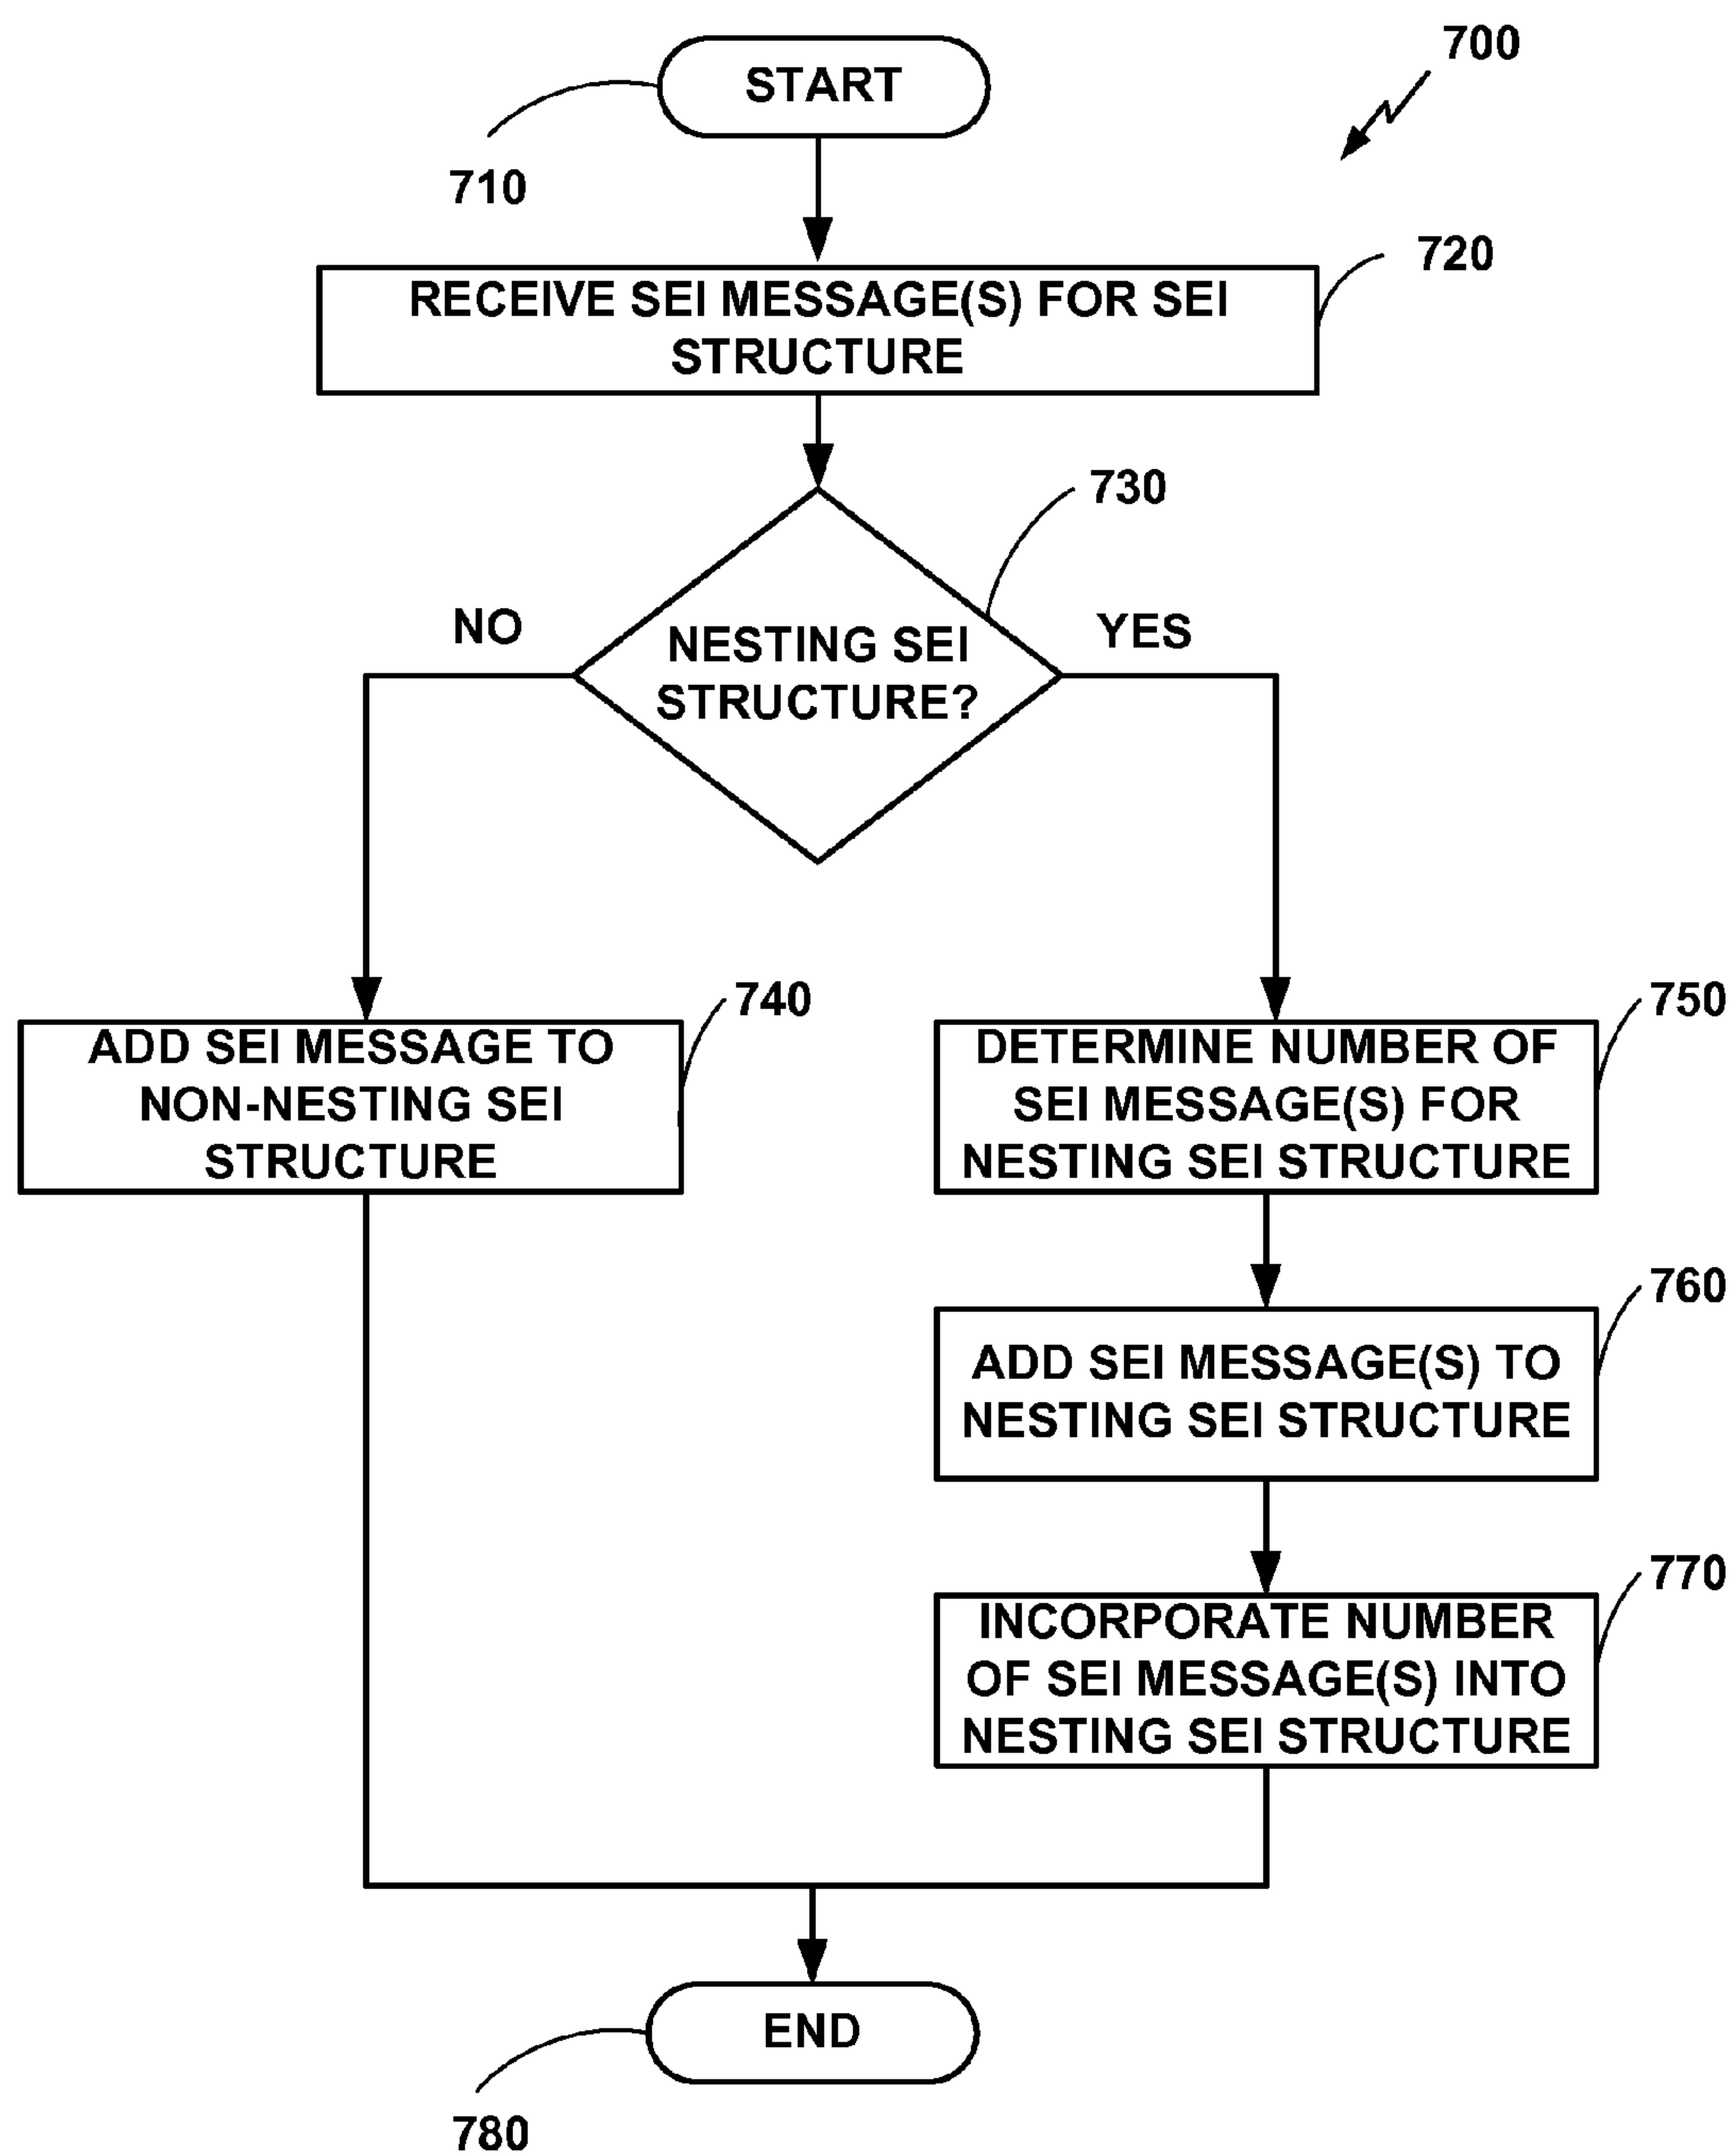 700
START
710
720
RECEIVE SEI MESSAGE(S) FOR SEI
STRUCTURE
730
NO
YES
NESTING SEI
STRUCTURE?
740
ADD SEI MESSAGE TO
NON-NESTING SEI
STRUCTURE
750
DETERMINE NUMBER OF
SEI MESSAGE(S) FOR
NESTING SEI STRUCTURE
760
ADD SEI MESSAGE(S) TO
NESTING SEI STRUCTURE
770
INCORPORATE NUMBER
OF SEI MESSAGE(S) INTO
NESTING SEI STRUCTURE
END
780